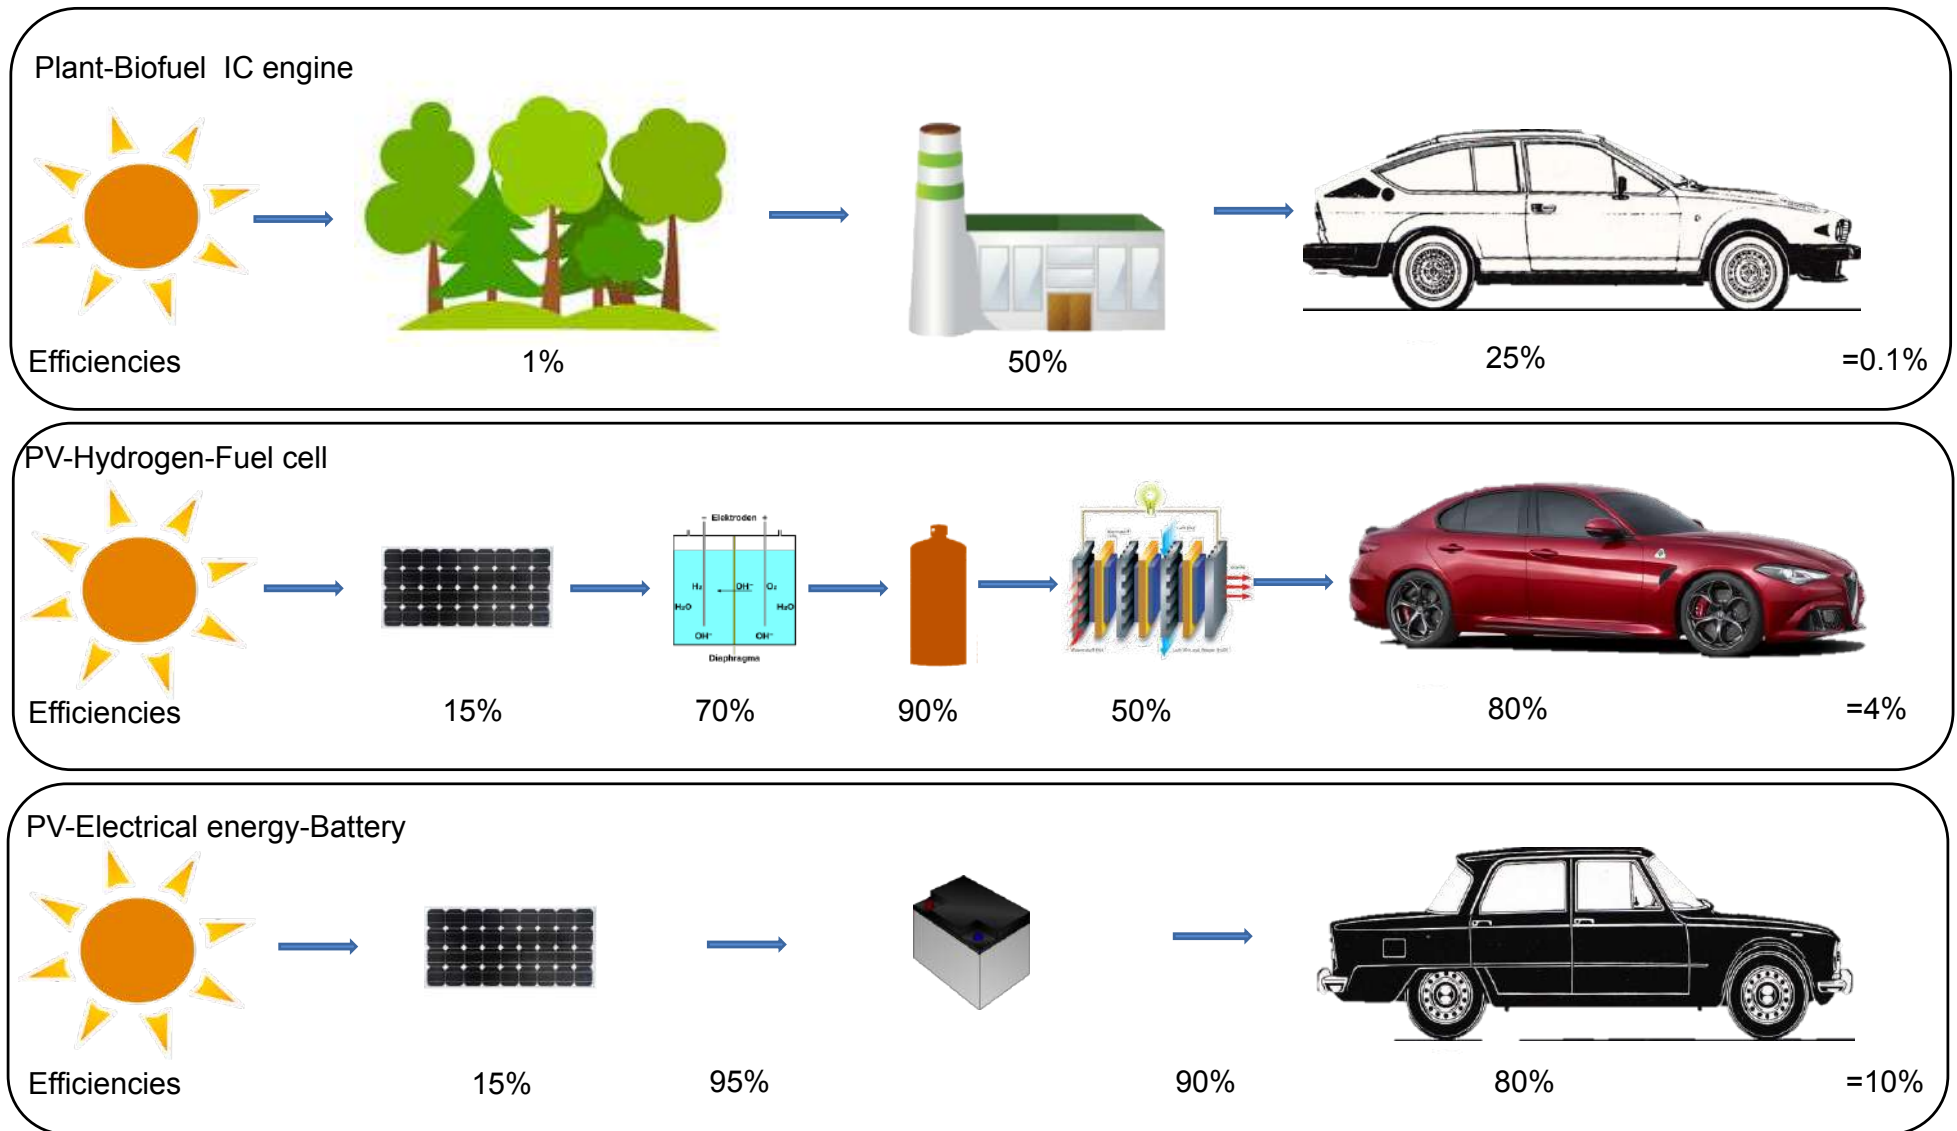 Plant-Biofuel IC engine
Efficiencies 1% 50% 25% =0.1%
PV-Hydrogen-Fuel cell
− Elektroden +
H₂ OH⁻ O₂
H₂O H₂O
OH⁻ OH⁻
Diaphragma
Efficiencies 15% 70% 90% 50% 80% =4%
PV-Electrical energy-Battery
Efficiencies 15% 95% 90% 80% =10%